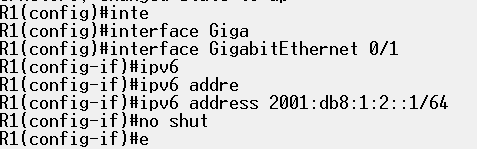 R1(config)#inte
R1(config)#interface Giga
R1(config)#interface GigabitEthernet 0/1
R1(config-if)#ipv6
R1(config-if)#ipv6 addre
R1(config-if)#ipv6 address 2001:db8:1:2::1/64
R1(config-if)#no shut
R1(config-if)#e